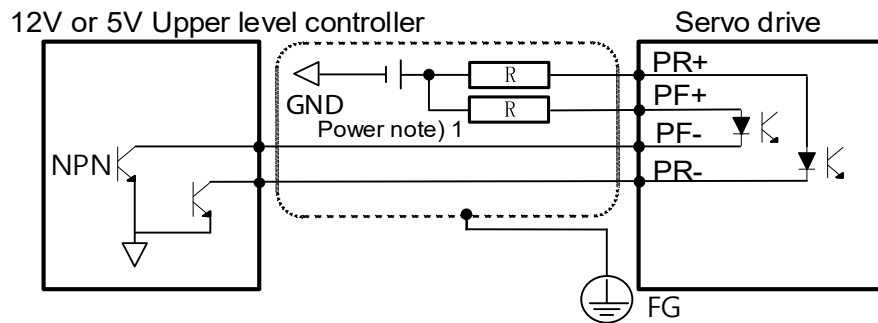 12V or 5V Upper level controller
Servo drive
R
PR+
GND
R
PF+
Power note) 1
PF-
NPN
PR-
FG